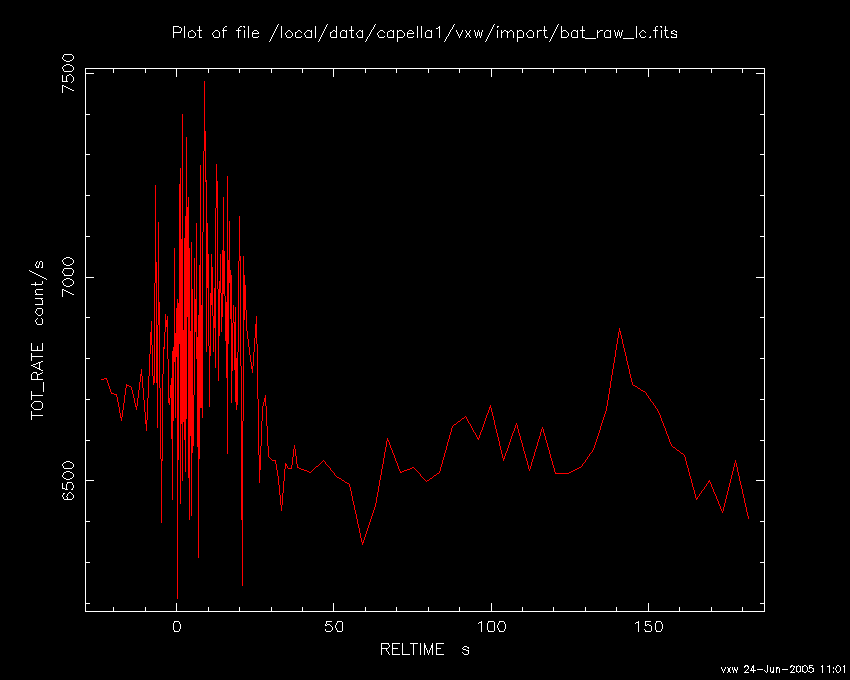 Plot of file /local/data/capella1/vxw/import/bat_raw_lc.fits
7500
7000
6500
TOT_RATE count/s
0 50 100 150
RELTIME s
vxw 24-Jun-2005 11:01